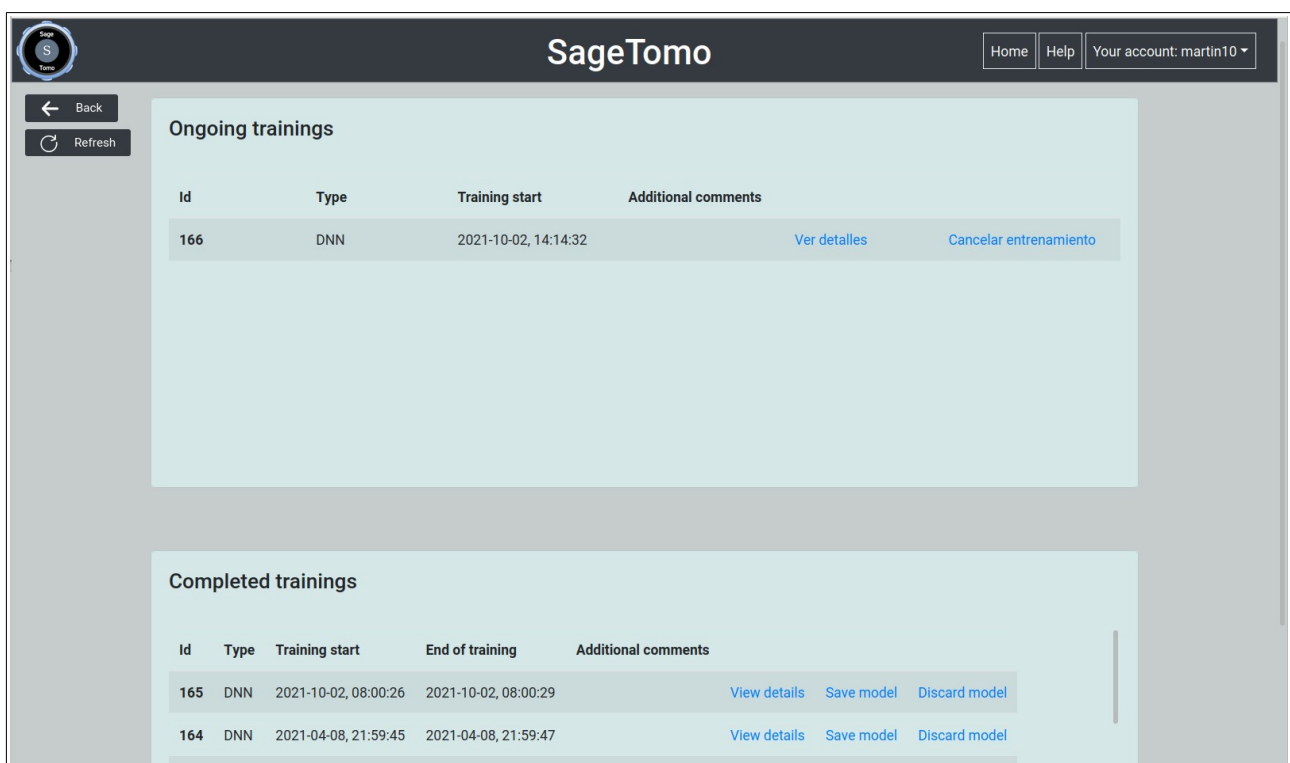 Sage
S
Tomo
SageTomo
Home Help Your account: martin10
Back
Refresh
Ongoing trainings
Id Type Training start Additional comments
166 DNN 2021-10-02, 14:14:32 Ver detalles Cancelar entrenamiento
Completed trainings
Id Type Training start End of training Additional comments
165 DNN 2021-10-02, 08:00:26 2021-10-02, 08:00:29 View details Save model Discard model
164 DNN 2021-04-08, 21:59:45 2021-04-08, 21:59:47 View details Save model Discard model